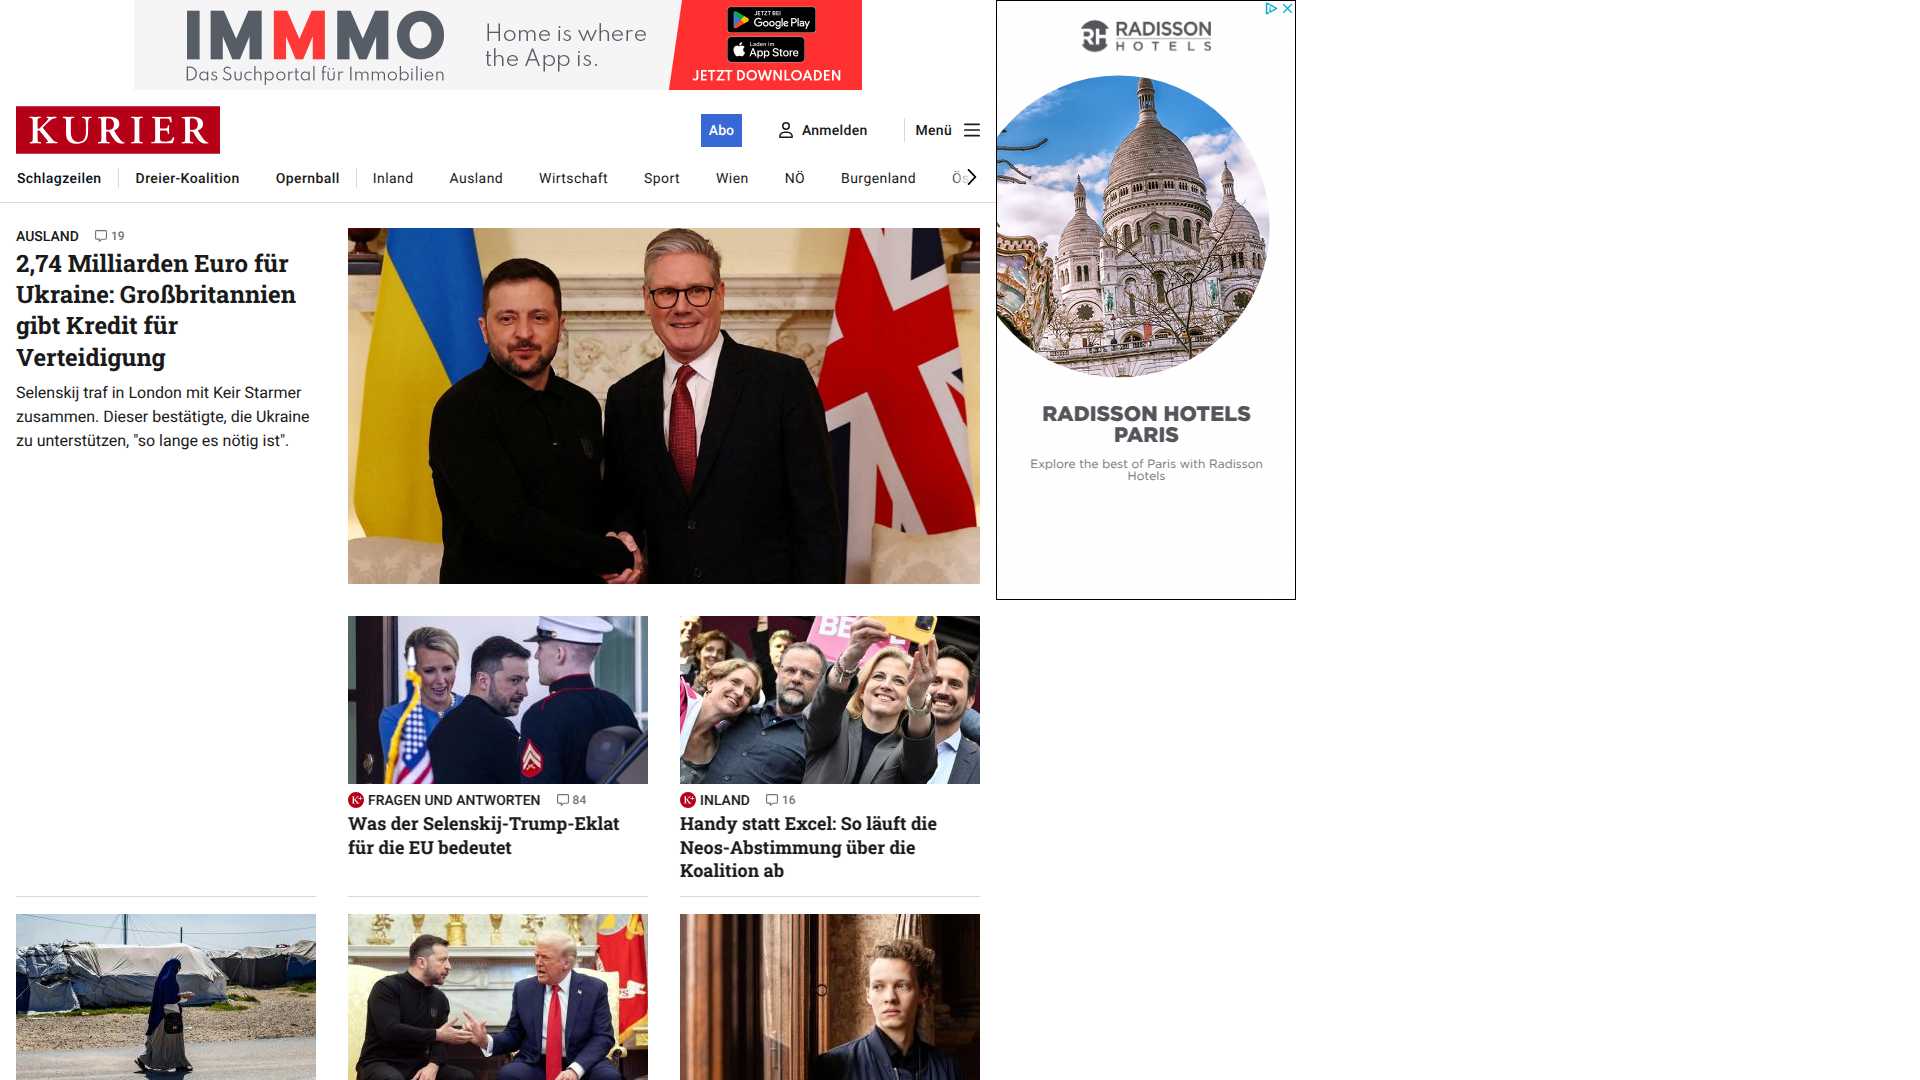 IMMMO
Das Suchportal für Immobilien
Home is where
the App is.
JETZT BEI
Google Play
Laden im
App Store
JETZT DOWNLOADEN
KURIER
Abo
Anmelden
Menü
Schlagzeilen
Dreier-Koalition
Opernball
Inland
Ausland
Wirtschaft
Sport
Wien
NÖ
Burgenland
Ös
AUSLAND 19
2,74 Milliarden Euro für
Ukraine: Großbritannien
gibt Kredit für
Verteidigung
Selenskij traf in London mit Keir Starmer
zusammen. Dieser bestätigte, die Ukraine
zu unterstützen, "so lange es nötig ist".
K+ FRAGEN UND ANTWORTEN 84
Was der Selenskij-Trump-Eklat
für die EU bedeutet
K+ INLAND 16
Handy statt Excel: So läuft die
Neos-Abstimmung über die
Koalition ab
RH RADISSON
HOTELS
RADISSON HOTELS
PARIS
Explore the best of Paris with Radisson
Hotels